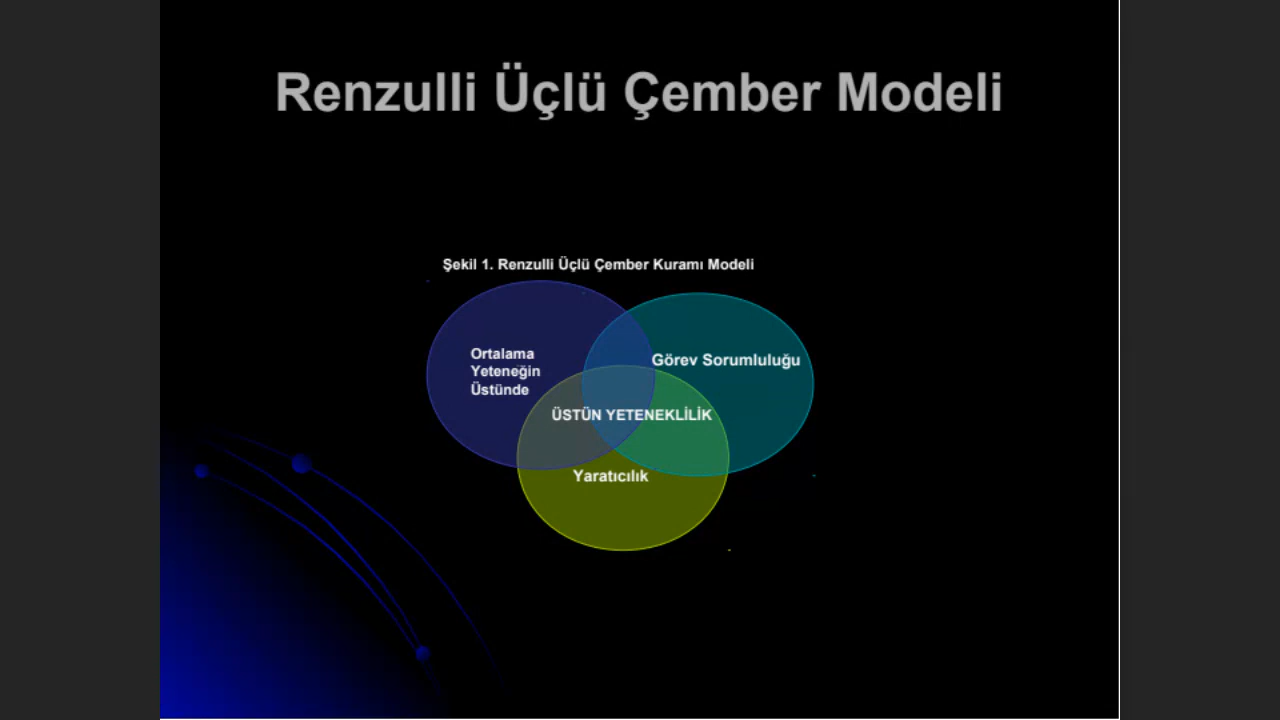 Renzulli Üçlü Çember Modeli
Şekil 1. Renzulli Üçlü Çember Kuramı Modeli
Ortalama
Yeteneğin
Üstünde
Görev Sorumluluğu
ÜSTÜN YETENEKLİLİK
Yaratıcılık